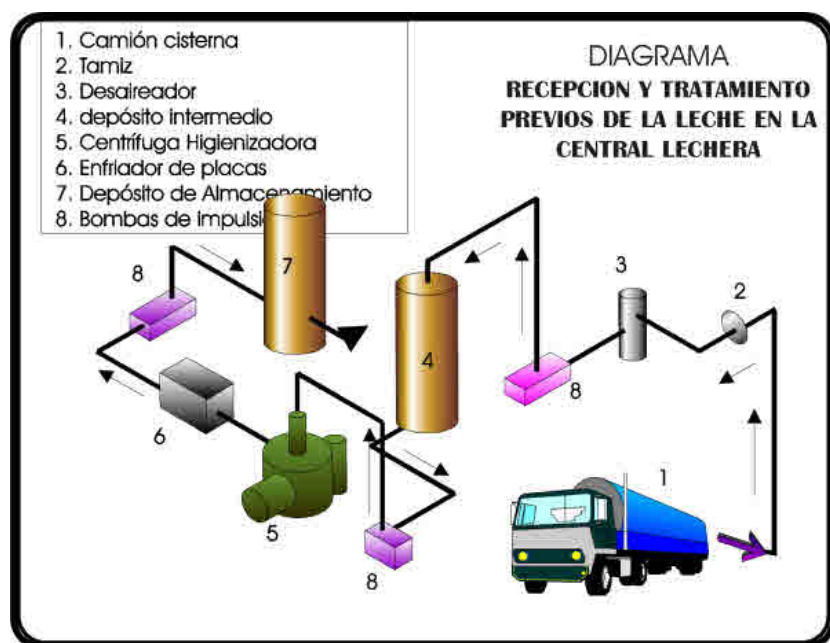 1. Camión cisterna
2. Tamiz
3. Desaireador
4. depósito intermedio
5. Centrífuga Higienizadora
6. Enfriador de placas
7. Depósito de Almacenamiento
8. Bombas de Impulsi
DIAGRAMA
RECEPCION Y TRATAMIENTO
PREVIOS DE LA LECHE EN LA
CENTRAL LECHERA
8
7
3
2
4
8
6
1
5
8